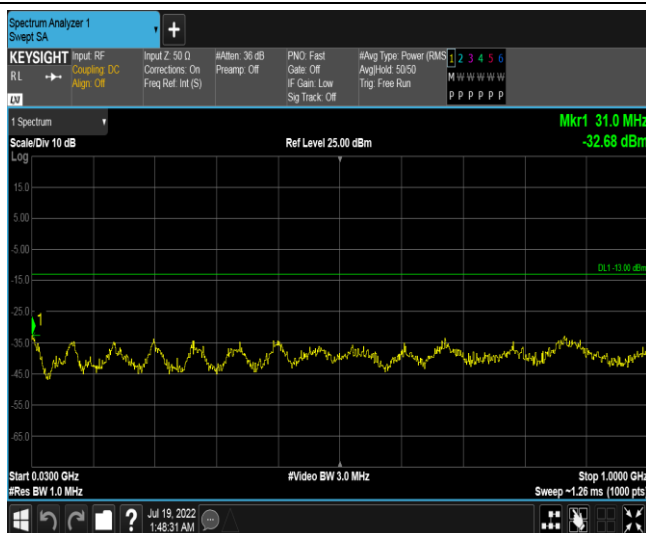 Spectrum Analyzer 1
Swept SA
+
KEYSIGHT Input: RF Input Z: 50 Ω #Atten: 36 dB PNO: Fast #Avg Type: Power (RMS 1 2 3 4 5 6
RL Coupling: DC Corrections: On Preamp: Off Gate: Off Avg|Hold: 50/50 M W W W W W
Align: Off Freq Ref: Int (S) IF Gain: Low Trig: Free Run
Sig Track: Off P P P P P P
LXI
1 Spectrum Mkr1 31.0 MHz
Scale/Div 10 dB Ref Level 25.00 dBm -32.68 dBm
Log
15.0
5.00
-5.00
DL1 -13.00 dBm
-15.0
-25.0
1
-35.0
-45.0
-55.0
-65.0
Start 0.0300 GHz #Video BW 3.0 MHz Stop 1.0000 GHz
#Res BW 1.0 MHz Sweep ~1.26 ms (1000 pts)
? Jul 19, 2022
1:48:31 AM